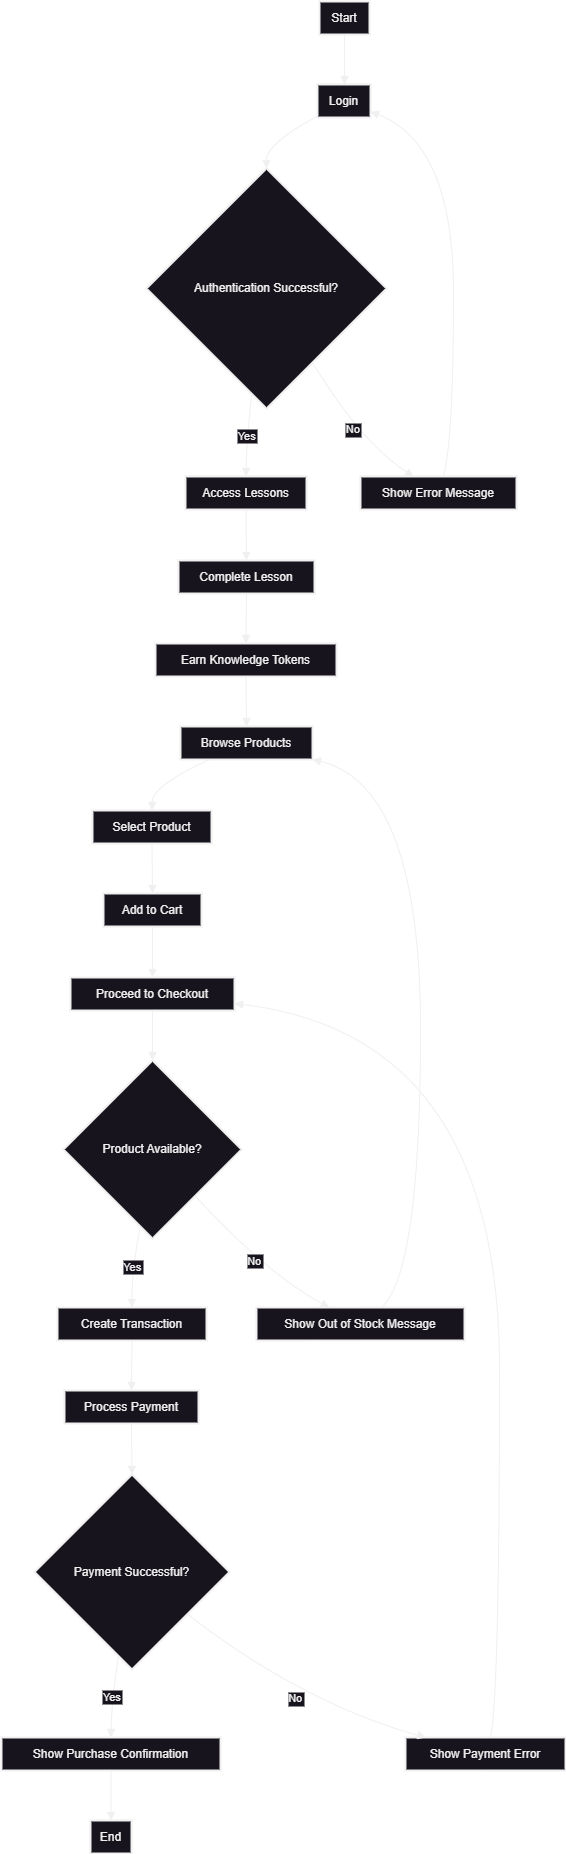 Start
Login
Authentication Successful?
Yes
No
Access Lessons
Show Error Message
Complete Lesson
Earn Knowledge Tokens
Browse Products
Select Product
Add to Cart
Proceed to Checkout
Product Available?
Yes
No
Create Transaction
Show Out of Stock Message
Process Payment
Payment Successful?
Yes
No
Show Purchase Confirmation
Show Payment Error
End